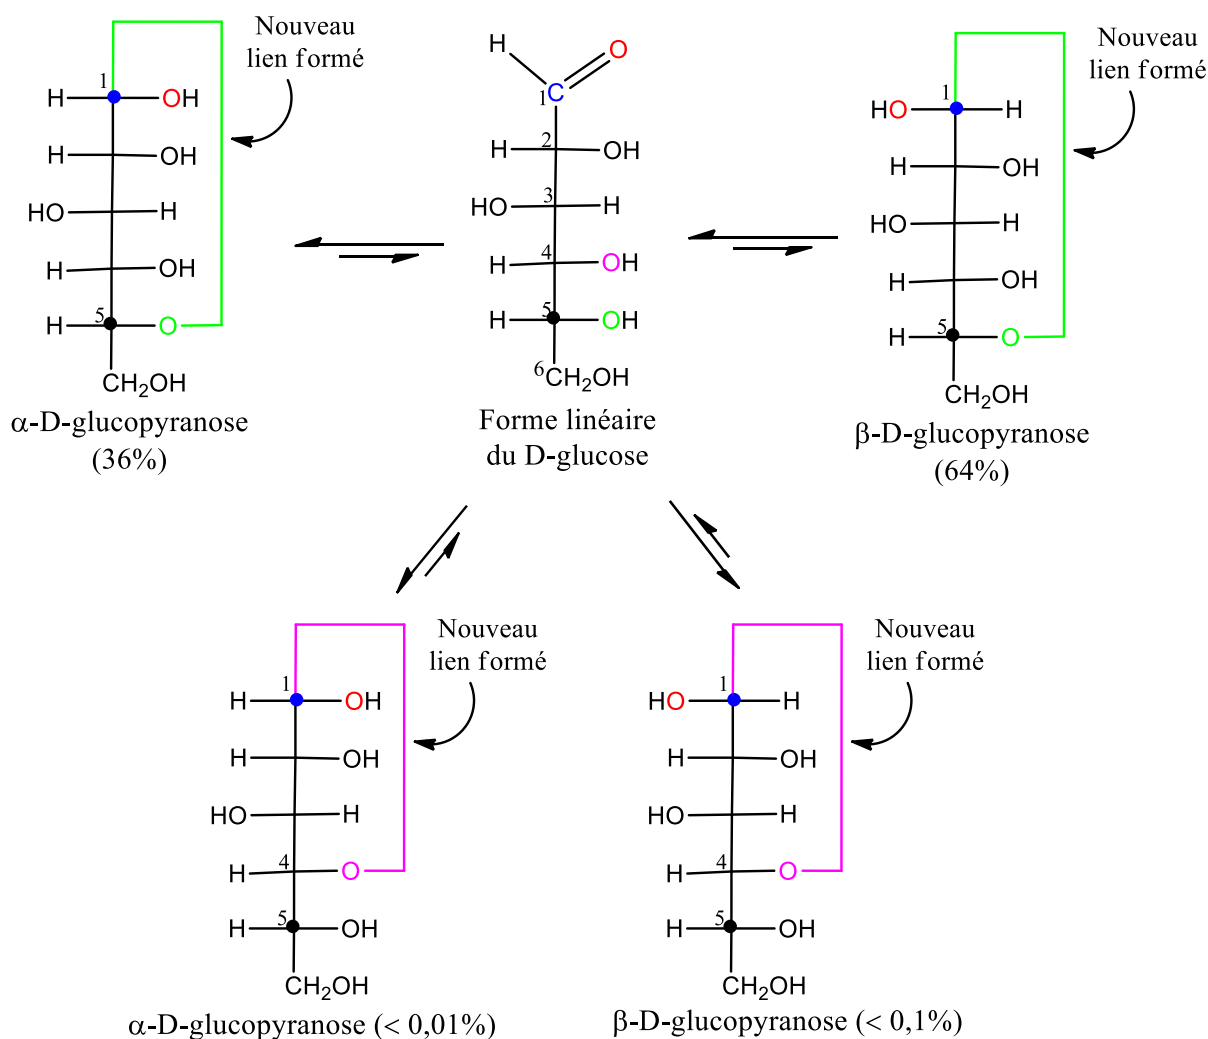 Nouveau
lien formé
1
H OH
H OH
HO H
H OH
5
H O
CH₂OH
α-D-glucopyranose
(36%)
H O
1 C
2
H OH
3
HO H
4
H OH
5
H OH
6 CH₂OH
Forme linéaire
du D-glucose
Nouveau
lien formé
1
HO H
H OH
HO H
H OH
5
H O
CH₂OH
β-D-glucopyranose
(64%)
Nouveau
lien formé
1
H OH
H OH
HO H
4
H O
5
H OH
CH₂OH
α-D-glucopyranose (< 0,01%)
Nouveau
lien formé
1
HO H
H OH
HO H
4
H O
5
H OH
CH₂OH
β-D-glucopyranose (< 0,1%)